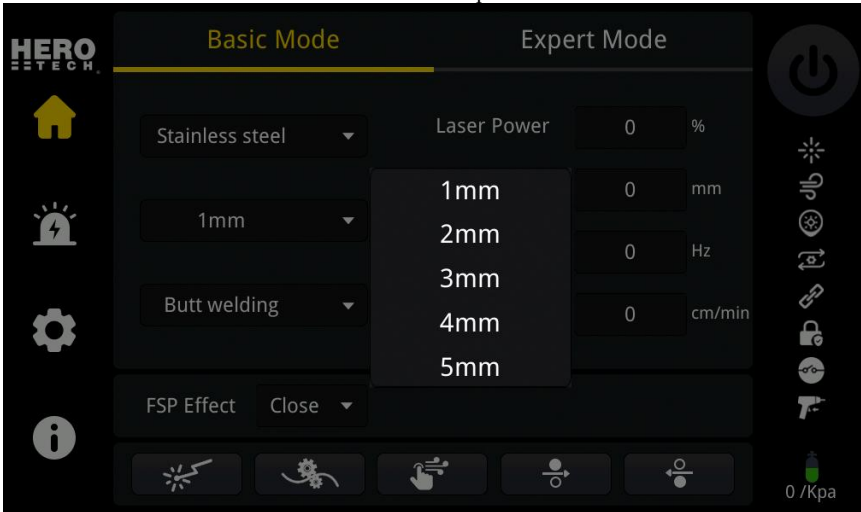 HERO
TECH
Basic Mode
Expert Mode
Stainless steel
Laser Power 0 %
1mm
2mm
3mm
4mm
5mm
1mm
0 mm
0 Hz
Butt welding
0 cm/min
FSP Effect Close
0 /Kpa